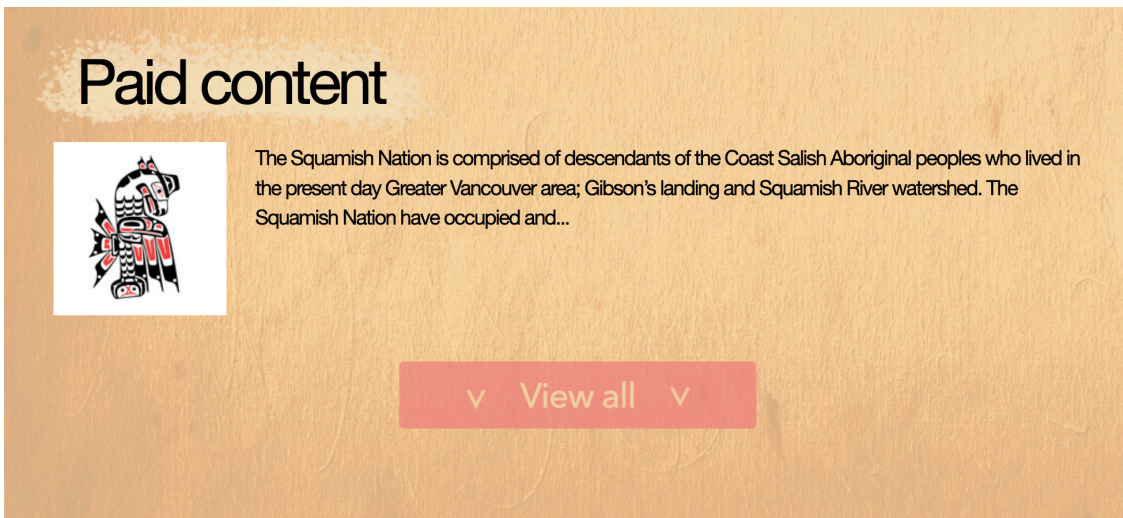 Paid content
The Squamish Nation is comprised of descendants of the Coast Salish Aboriginal peoples who lived in
the present day Greater Vancouver area; Gibson’s landing and Squamish River watershed. The
Squamish Nation have occupied and...
View all